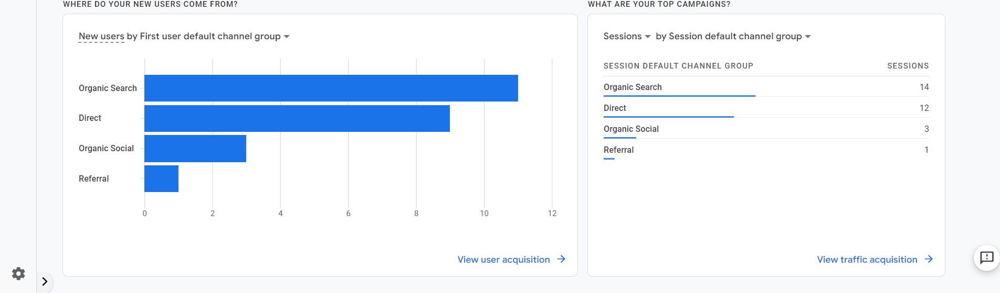 WHERE DO YOUR NEW USERS COME FROM?
New users by First user default channel group
Organic Search
Direct
Organic Social
Referral
0 2 4 6 8 10 12
View user acquisition
WHAT ARE YOUR TOP CAMPAIGNS?
Sessions by Session default channel group
SESSION DEFAULT CHANNEL GROUP SESSIONS
Organic Search 14
Direct 12
Organic Social 3
Referral 1
View traffic acquisition